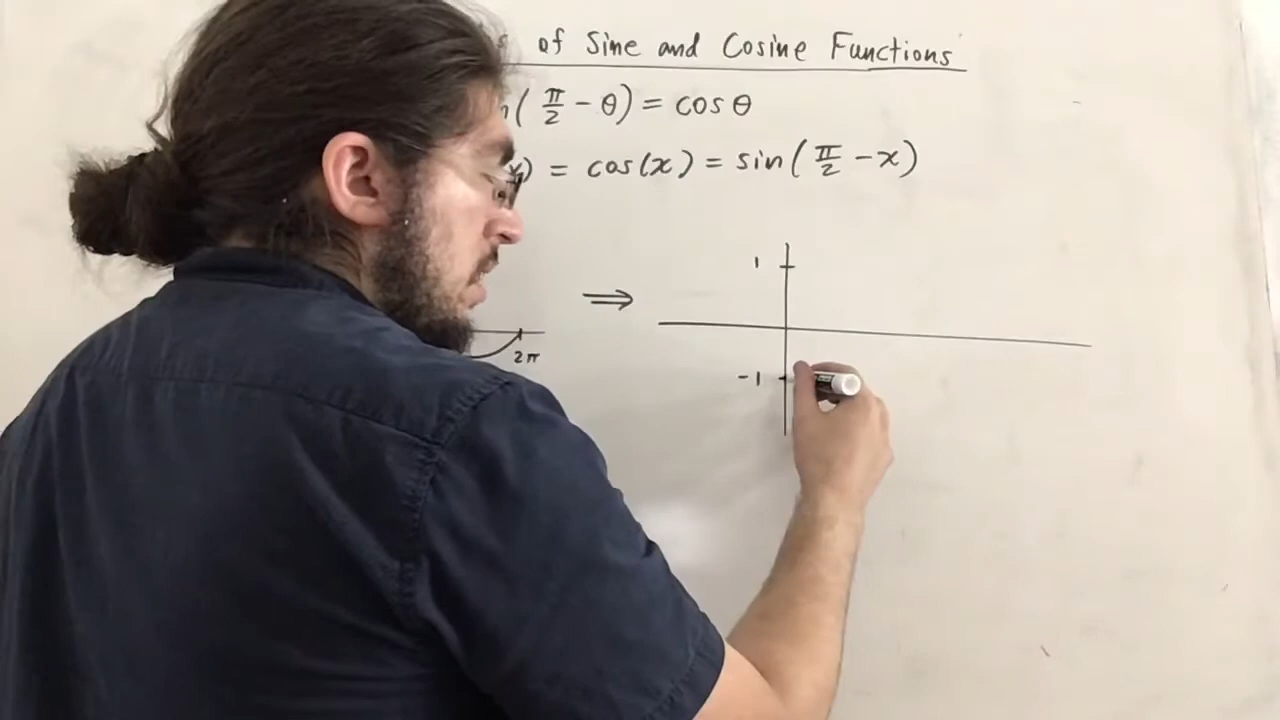 of Sine and Cosine Functions
( π/2 - θ) = cos θ
) = cos(x) = sin( π/2 - x)
1
2π
-1